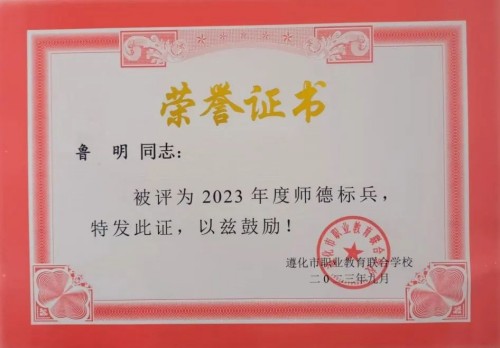 荣誉证书
鲁 明 同志：
被评为 2023 年度师德标兵，
特发此证，以兹鼓励！
遵化市职业教育联合学校
二〇二三年九月